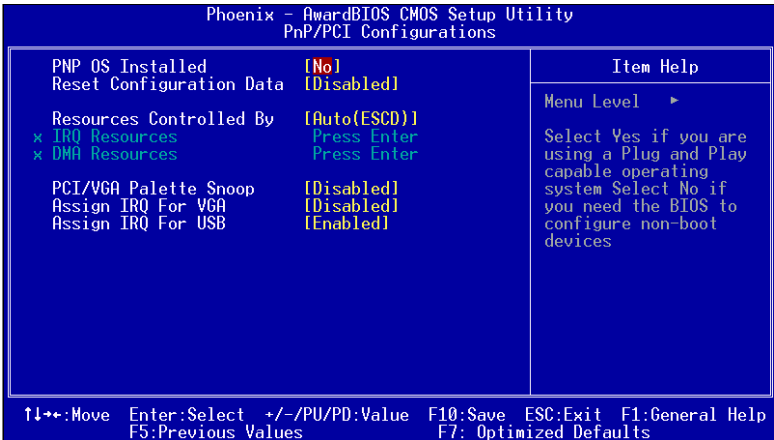 Phoenix - AwardBIOS CMOS Setup Utility
PnP/PCI Configurations
PNP OS Installed [No]
Reset Configuration Data [Disabled]
Resources Controlled By [Auto(ESCD)]
x IRQ Resources Press Enter
x DMA Resources Press Enter
PCI/VGA Palette Snoop [Disabled]
Assign IRQ For VGA [Disabled]
Assign IRQ For USB [Enabled]
Item Help
Menu Level ►
Select Yes if you are
using a Plug and Play
capable operating
system Select No if
you need the BIOS to
configure non-boot
devices
↑↓→←:Move Enter:Select +/-/PU/PD:Value F10:Save ESC:Exit F1:General Help
F5:Previous Values F7: Optimized Defaults